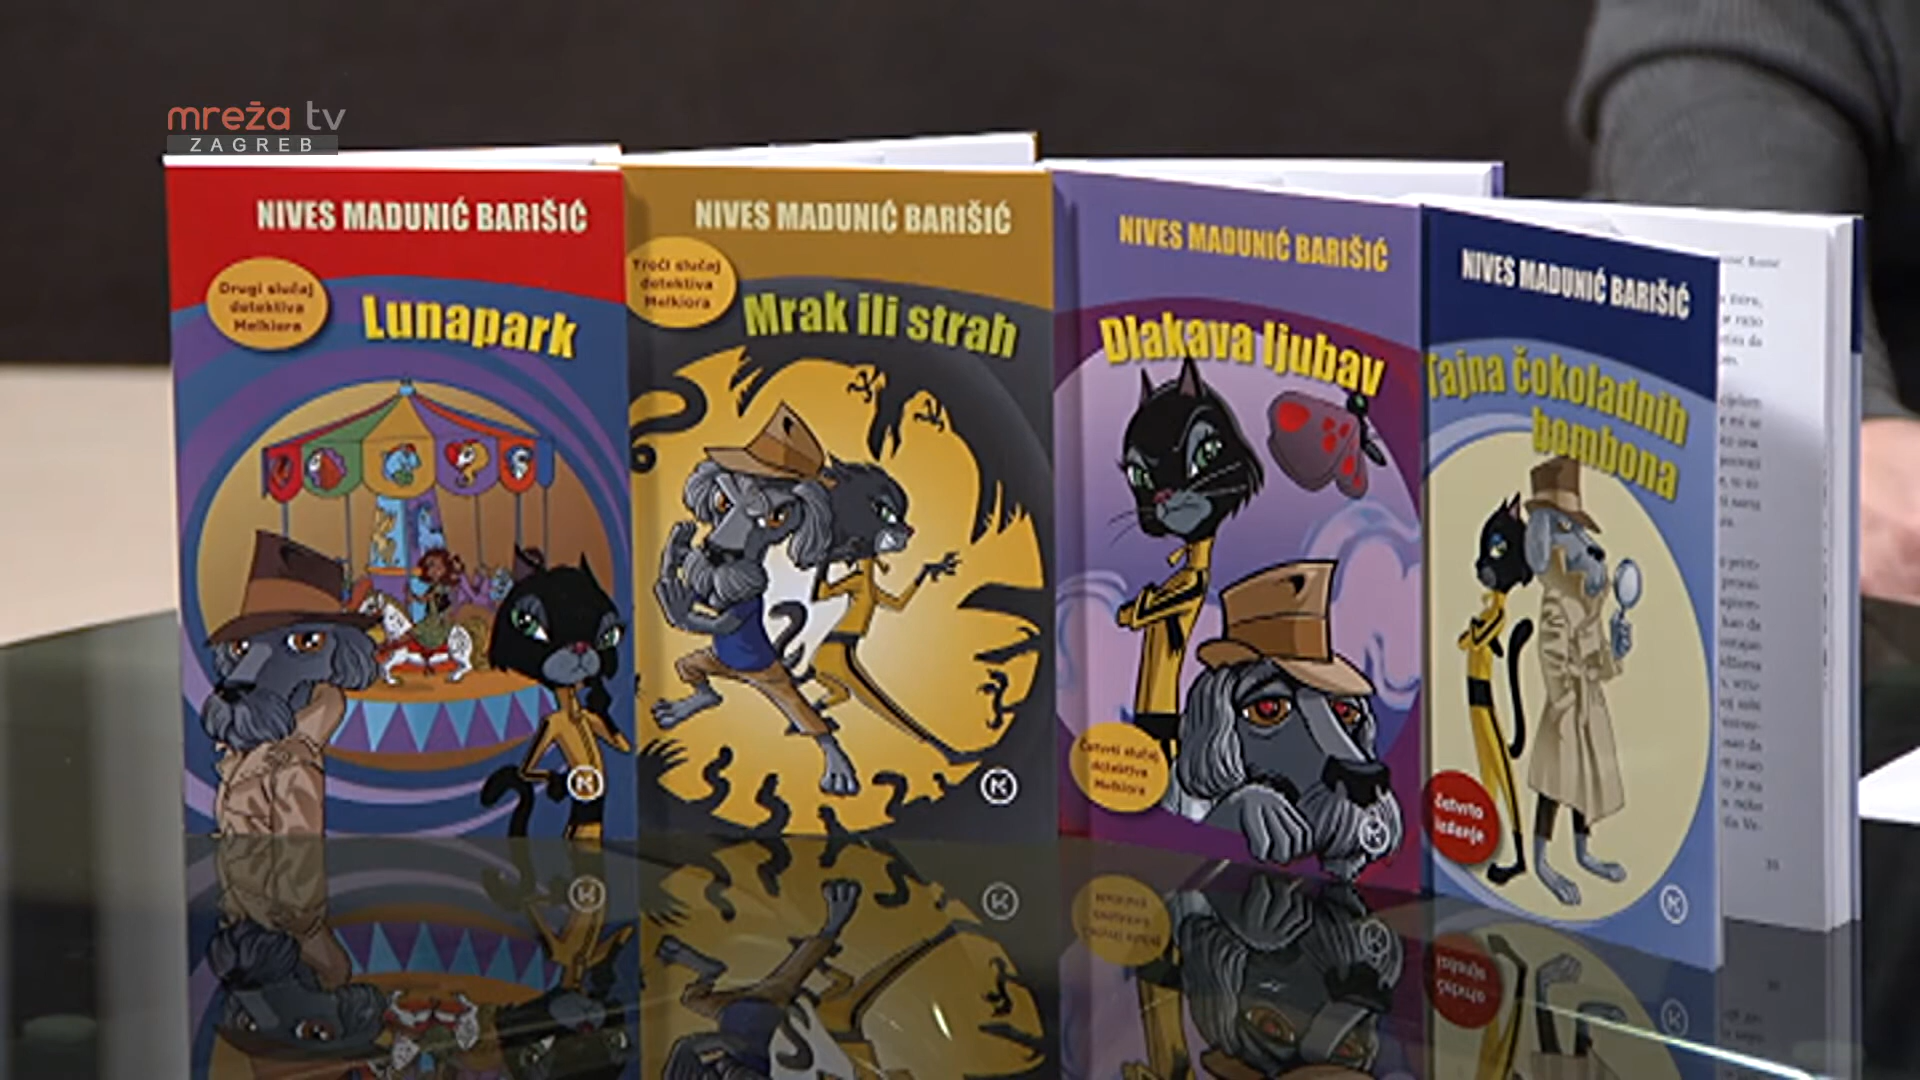 mreža tv
ZAGREB
NIVES MADUNIĆ BARIŠIĆ
Drugi slučaj
detektiva
Melkiora
Lunapark
NIVES MADUNIĆ BARIŠIĆ
Treći slučaj
detektiva
Melkiora
Mrak ili strah
NIVES MADUNIĆ BARIŠIĆ
Dlakava ljubav
Četvrti slučaj
detektiva
Melkiora
NIVES MADUNIĆ BARIŠIĆ
Tajna čokoladnih
bombona
četvrto
izdanje